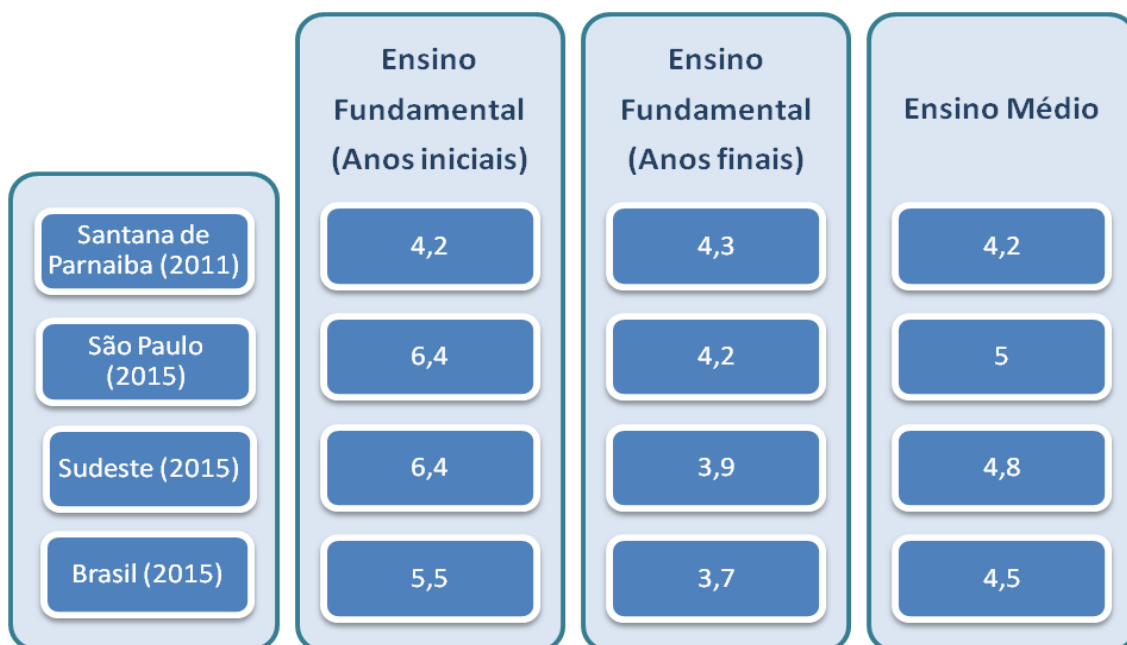 Ensino
Fundamental
(Anos iniciais)
Ensino
Fundamental
(Anos finais)
Ensino Médio
Santana de
Parnaiba (2011)
4,2
4,3
4,2
São Paulo
(2015)
6,4
4,2
5
Sudeste (2015)
6,4
3,9
4,8
Brasil (2015)
5,5
3,7
4,5